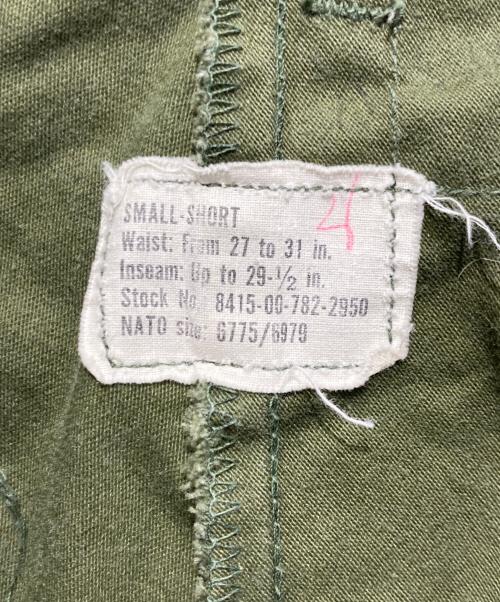 SMALL-SHORT
4
Waist: From 27 to 31 in.
Inseam: Up to 29-1/2 in.
Stock No. 8415-00-782-2950
NATO size: 6775/6979